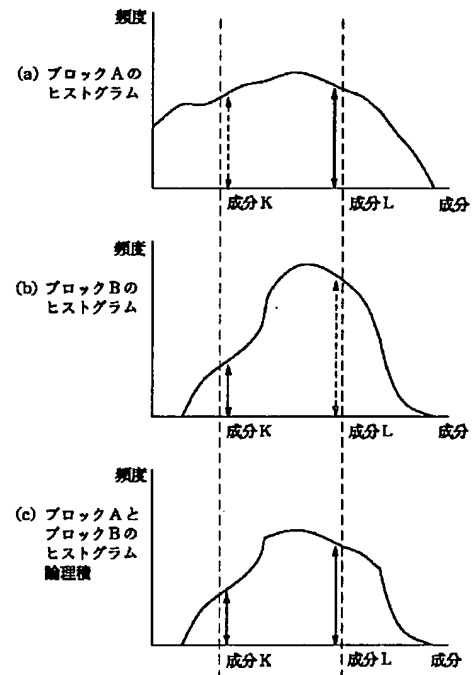 頻度
(a) ブロックAの
ヒストグラム
成分K
成分L
成分
頻度
(b) ブロックBの
ヒストグラム
成分K
成分L
成分
頻度
(c) ブロックAと
ブロックBの
ヒストグラム
論理積
成分K
成分L
成分